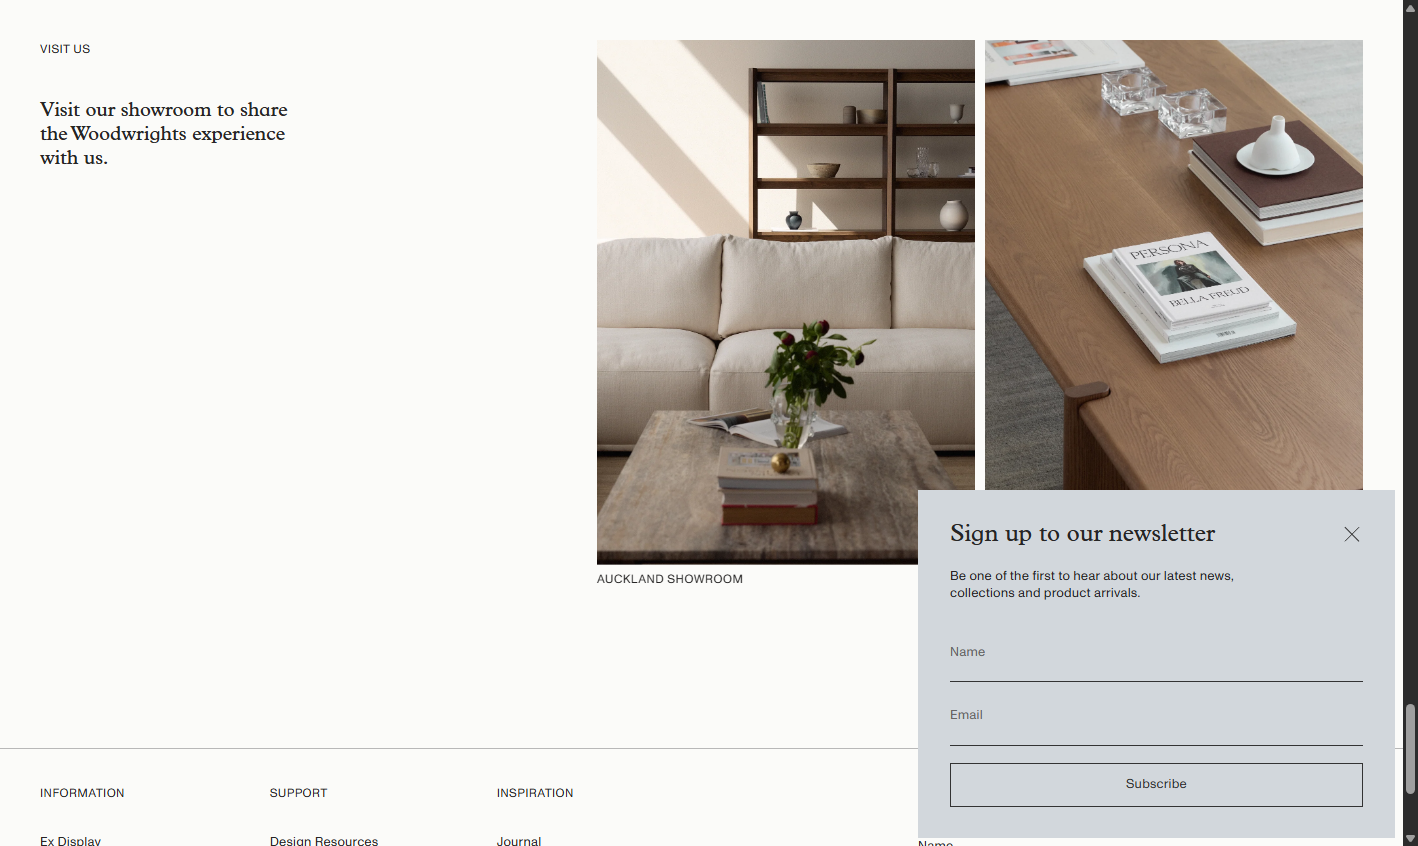 VISIT US
Visit our showroom to share
the Woodwrights experience
with us.
PERSONA
BELLA FREUD
AUCKLAND SHOWROOM
Sign up to our newsletter
Be one of the first to hear about our latest news,
collections and product arrivals.
Name
Email
Subscribe
INFORMATION
SUPPORT
INSPIRATION
Ex Display
Design Resources
Journal
Name